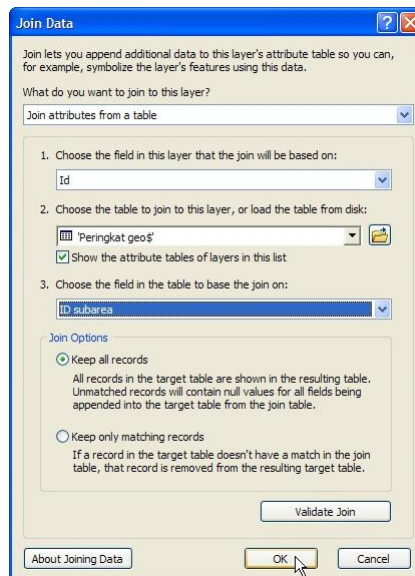 Join Data
Join lets you append additional data to this layer's attribute table so you can,
for example, symbolize the layer's features using this data.
What do you want to join to this layer?
Join attributes from a table
1. Choose the field in this layer that the join will be based on:
Id
2. Choose the table to join to this layer, or load the table from disk:
'Peringkat geo$'
Show the attribute tables of layers in this list
3. Choose the field in the table to base the join on:
ID subarea
Join Options
Keep all records
All records in the target table are shown in the resulting table.
Unmatched records will contain null values for all fields being
appended into the target table from the join table.
Keep only matching records
If a record in the target table doesn't have a match in the join
table, that record is removed from the resulting target table.
Validate Join
About Joining Data
OK
Cancel